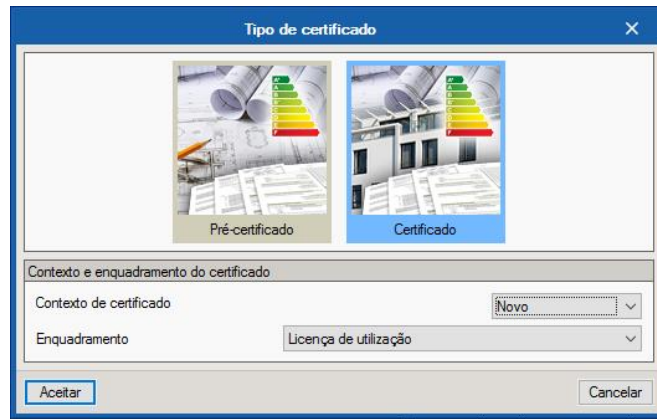 Tipo de certificado
Pré-certificado
Certificado
Contexto e enquadramento do certificado
Contexto de certificado
Novo
Enquadramento
Licença de utilização
Aceitar
Cancelar